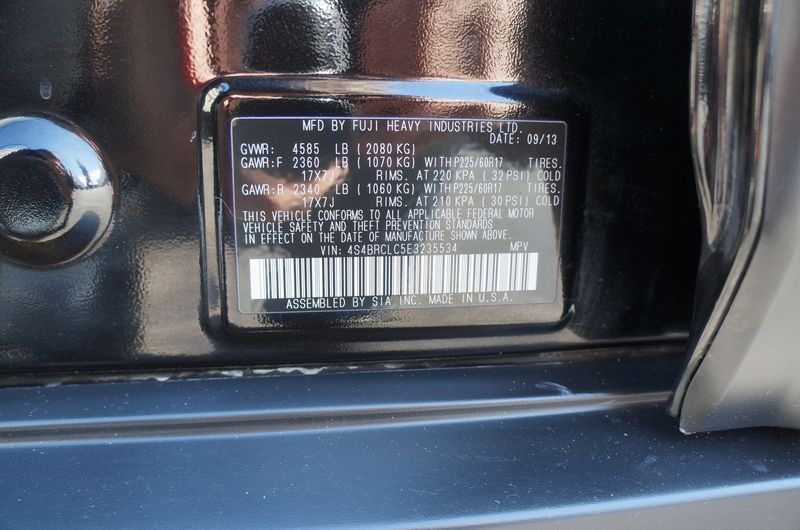 MFD BY FUJI HEAVY INDUSTRIES LTD.
DATE: 09/13
GVWR: 4585 LB ( 2080 KG)
GAWR:F 2360 LB ( 1070 KG) WITH P225/60R17 TIRES.
17X7J RIMS. AT 220 KPA ( 32 PSI) COLD
GAWR:R 2340 LB ( 1060 KG) WITH P225/60R17 TIRES.
17X7J RIMS. AT 210 KPA ( 30 PSI) COLD
THIS VEHICLE CONFORMS TO ALL APPLICABLE FEDERAL MOTOR
VEHICLE SAFETY AND THEFT PREVENTION STANDARDS
IN EFFECT ON THE DATE OF MANUFACTURE SHOWN ABOVE.
VIN: 4S4BRCLC5E3235534 MPV
ASSEMBLED BY SIA INC. MADE IN U.S.A.